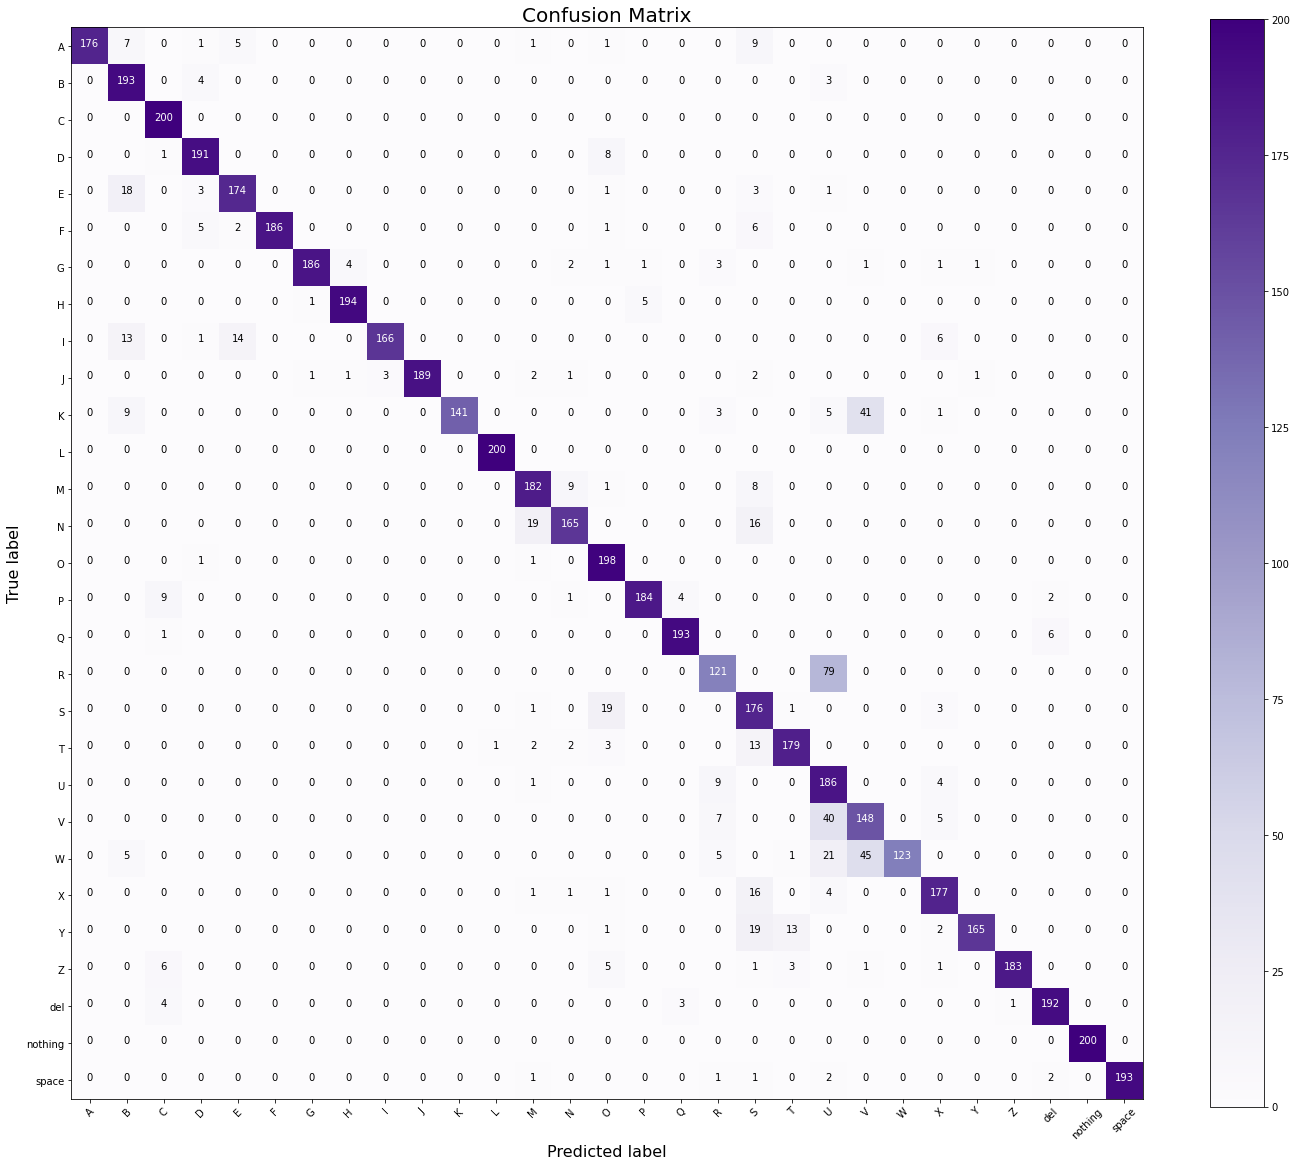 Confusion Matrix
A 176 7 0 1 5 0 0 0 0 0 0 0 1 0 1 0 0 0 9 0 0 0 0 0 0 0 0 0 0
B 0 193 0 4 0 0 0 0 0 0 0 0 0 0 0 0 0 0 0 0 3 0 0 0 0 0 0 0 0
C 0 0 200 0 0 0 0 0 0 0 0 0 0 0 0 0 0 0 0 0 0 0 0 0 0 0 0 0 0
D 0 0 1 191 0 0 0 0 0 0 0 0 0 0 8 0 0 0 0 0 0 0 0 0 0 0 0 0 0
E 0 18 0 3 174 0 0 0 0 0 0 0 0 0 1 0 0 0 3 0 1 0 0 0 0 0 0 0 0
F 0 0 0 5 2 186 0 0 0 0 0 0 0 0 1 0 0 0 6 0 0 0 0 0 0 0 0 0 0
G 0 0 0 0 0 0 186 4 0 0 0 0 0 2 1 1 0 3 0 0 0 1 0 1 1 0 0 0 0
H 0 0 0 0 0 0 1 194 0 0 0 0 0 0 0 5 0 0 0 0 0 0 0 0 0 0 0 0 0
I 0 13 0 1 14 0 0 0 166 0 0 0 0 0 0 0 0 0 0 0 0 0 0 6 0 0 0 0 0
J 0 0 0 0 0 0 1 1 3 189 0 0 2 1 0 0 0 0 2 0 0 0 0 0 1 0 0 0 0
K 0 9 0 0 0 0 0 0 0 0 141 0 0 0 0 0 0 3 0 0 5 41 0 1 0 0 0 0 0
L 0 0 0 0 0 0 0 0 0 0 0 200 0 0 0 0 0 0 0 0 0 0 0 0 0 0 0 0 0
M 0 0 0 0 0 0 0 0 0 0 0 0 182 9 1 0 0 0 8 0 0 0 0 0 0 0 0 0 0
N 0 0 0 0 0 0 0 0 0 0 0 0 19 165 0 0 0 0 16 0 0 0 0 0 0 0 0 0 0
O 0 0 0 1 0 0 0 0 0 0 0 0 1 0 198 0 0 0 0 0 0 0 0 0 0 0 0 0 0
P 0 0 9 0 0 0 0 0 0 0 0 0 0 1 0 184 4 0 0 0 0 0 0 0 0 0 2 0 0
Q 0 0 1 0 0 0 0 0 0 0 0 0 0 0 0 0 193 0 0 0 0 0 0 0 0 0 6 0 0
R 0 0 0 0 0 0 0 0 0 0 0 0 0 0 0 0 0 121 0 0 79 0 0 0 0 0 0 0 0
S 0 0 0 0 0 0 0 0 0 0 0 0 1 0 19 0 0 0 176 1 0 0 0 3 0 0 0 0 0
T 0 0 0 0 0 0 0 0 0 0 0 1 2 2 3 0 0 0 13 179 0 0 0 0 0 0 0 0 0
U 0 0 0 0 0 0 0 0 0 0 0 0 1 0 0 0 0 9 0 0 186 0 0 4 0 0 0 0 0
V 0 0 0 0 0 0 0 0 0 0 0 0 0 0 0 0 0 7 0 0 40 148 0 5 0 0 0 0 0
W 0 5 0 0 0 0 0 0 0 0 0 0 0 0 0 0 0 5 0 1 21 45 123 0 0 0 0 0 0
X 0 0 0 0 0 0 0 0 0 0 0 0 1 1 1 0 0 0 16 0 4 0 0 177 0 0 0 0 0
Y 0 0 0 0 0 0 0 0 0 0 0 0 0 0 1 0 0 0 19 13 0 0 0 2 165 0 0 0 0
Z 0 0 6 0 0 0 0 0 0 0 0 0 0 0 5 0 0 0 1 3 0 1 0 1 0 183 0 0 0
del 0 0 4 0 0 0 0 0 0 0 0 0 0 0 0 0 3 0 0 0 0 0 0 0 0 1 192 0 0
nothing 0 0 0 0 0 0 0 0 0 0 0 0 0 0 0 0 0 0 0 0 0 0 0 0 0 0 0 200 0
space 0 0 0 0 0 0 0 0 0 0 0 0 1 0 0 0 0 1 1 0 2 0 0 0 0 0 2 0 193
A B C D E F G H I J K L M N O P Q R S T U V W X Y Z del nothing space
True label
Predicted label
200
175
150
125
100
75
50
25
0